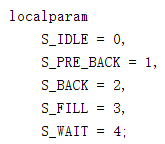 localparam
S_IDLE = 0,
S_PRE_BACK = 1,
S_BACK = 2,
S_FILL = 3,
S_WAIT = 4;